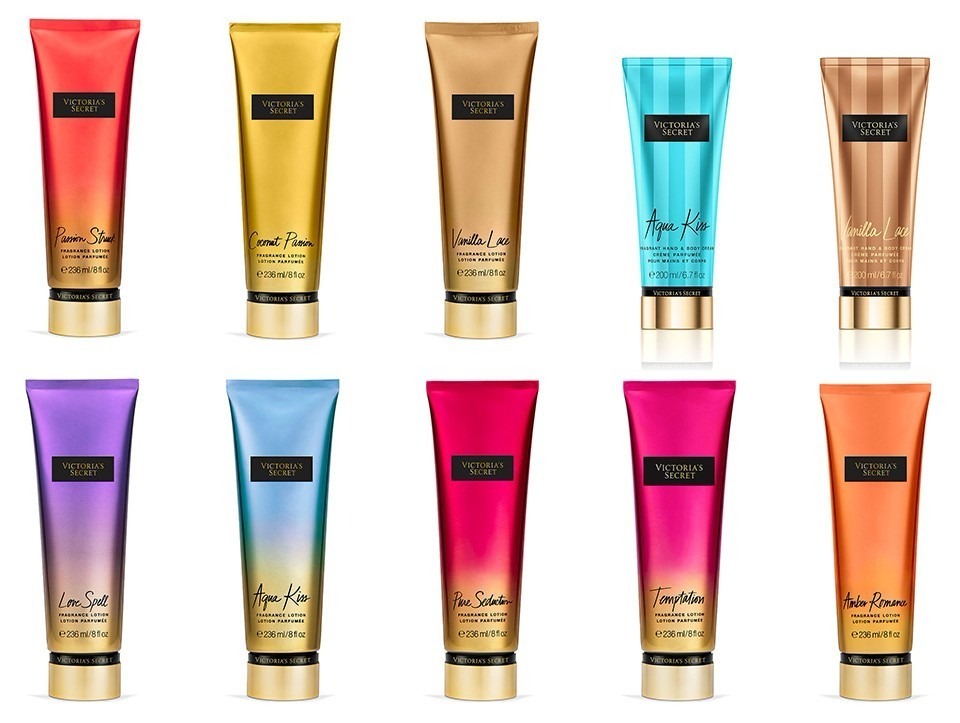 VICTORIA'S
SECRET
Passion Struck
FRAGRANCE LOTION
LOTION PARFUMÉE
℮236 ml/8 fl oz
VICTORIA'S SECRET
VICTORIA'S
SECRET
Coconut Passion
FRAGRANCE LOTION
LOTION PARFUMÉE
℮236 ml/8 fl oz
VICTORIA'S SECRET
VICTORIA'S
SECRET
Vanilla Lace
FRAGRANCE LOTION
LOTION PARFUMÉE
℮236 ml/8 fl oz
VICTORIA'S SECRET
VICTORIA'S
SECRET
Aqua Kiss
FRAGRANT HAND & BODY CREAM
CRÈME PARFUMÉE
POUR MAINS ET CORPS
℮200 ml/6.7 fl oz
VICTORIA'S SECRET
VICTORIA'S
SECRET
Vanilla Lace
FRAGRANT HAND & BODY CREAM
CRÈME PARFUMÉE
POUR MAINS ET CORPS
℮200 ml/6.7 fl oz
VICTORIA'S SECRET
VICTORIA'S
SECRET
Love Spell
FRAGRANCE LOTION
LOTION PARFUMÉE
℮236 ml/8 fl oz
VICTORIA'S SECRET
VICTORIA'S
SECRET
Aqua Kiss
FRAGRANCE LOTION
LOTION PARFUMÉE
℮236 ml/8 fl oz
VICTORIA'S SECRET
VICTORIA'S
SECRET
Pure Seduction
FRAGRANCE LOTION
LOTION PARFUMÉE
℮236 ml/8 fl oz
VICTORIA'S SECRET
VICTORIA'S
SECRET
Temptation
FRAGRANCE LOTION
LOTION PARFUMÉE
℮236 ml/8 fl oz
VICTORIA'S SECRET
VICTORIA'S
SECRET
Amber Romance
FRAGRANCE LOTION
LOTION PARFUMÉE
℮236 ml/8 fl oz
VICTORIA'S SECRET